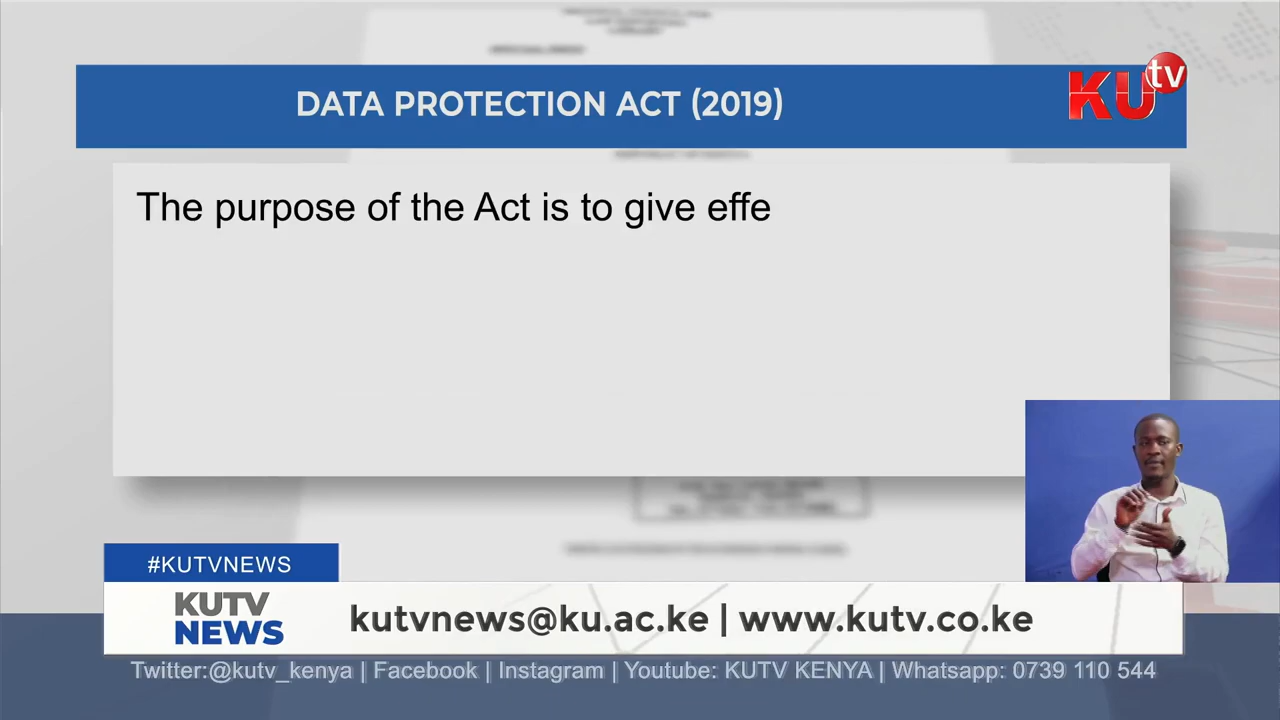 DATA PROTECTION ACT (2019)
KU tv
The purpose of the Act is to give effe
#KUTVNEWS
KUTV
NEWS
kutvnews@ku.ac.ke | www.kutv.co.ke
Twitter:@kutv_kenya | Facebook | Instagram | Youtube: KUTV KENYA | Whatsapp: 0739 110 544